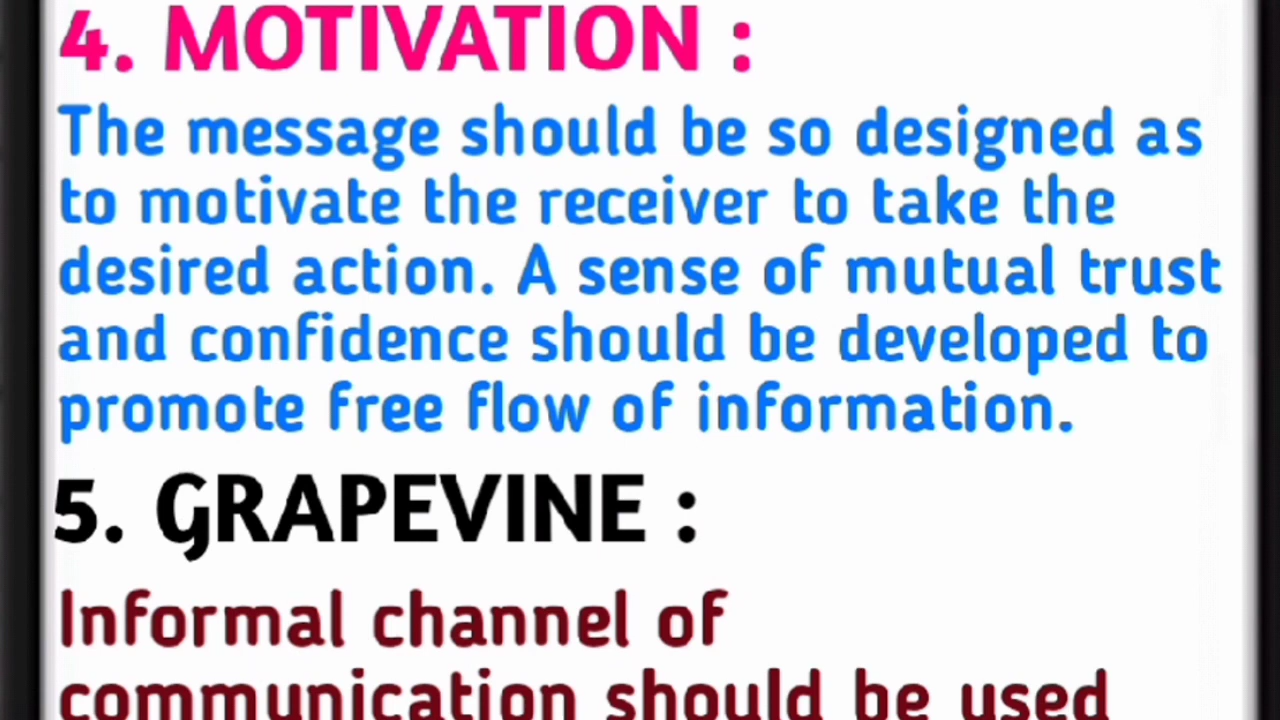 4. MOTIVATION :
The message should be so designed as
to motivate the receiver to take the
desired action. A sense of mutual trust
and confidence should be developed to
promote free flow of information.
5. GRAPEVINE :
Informal channel of
communication should be used